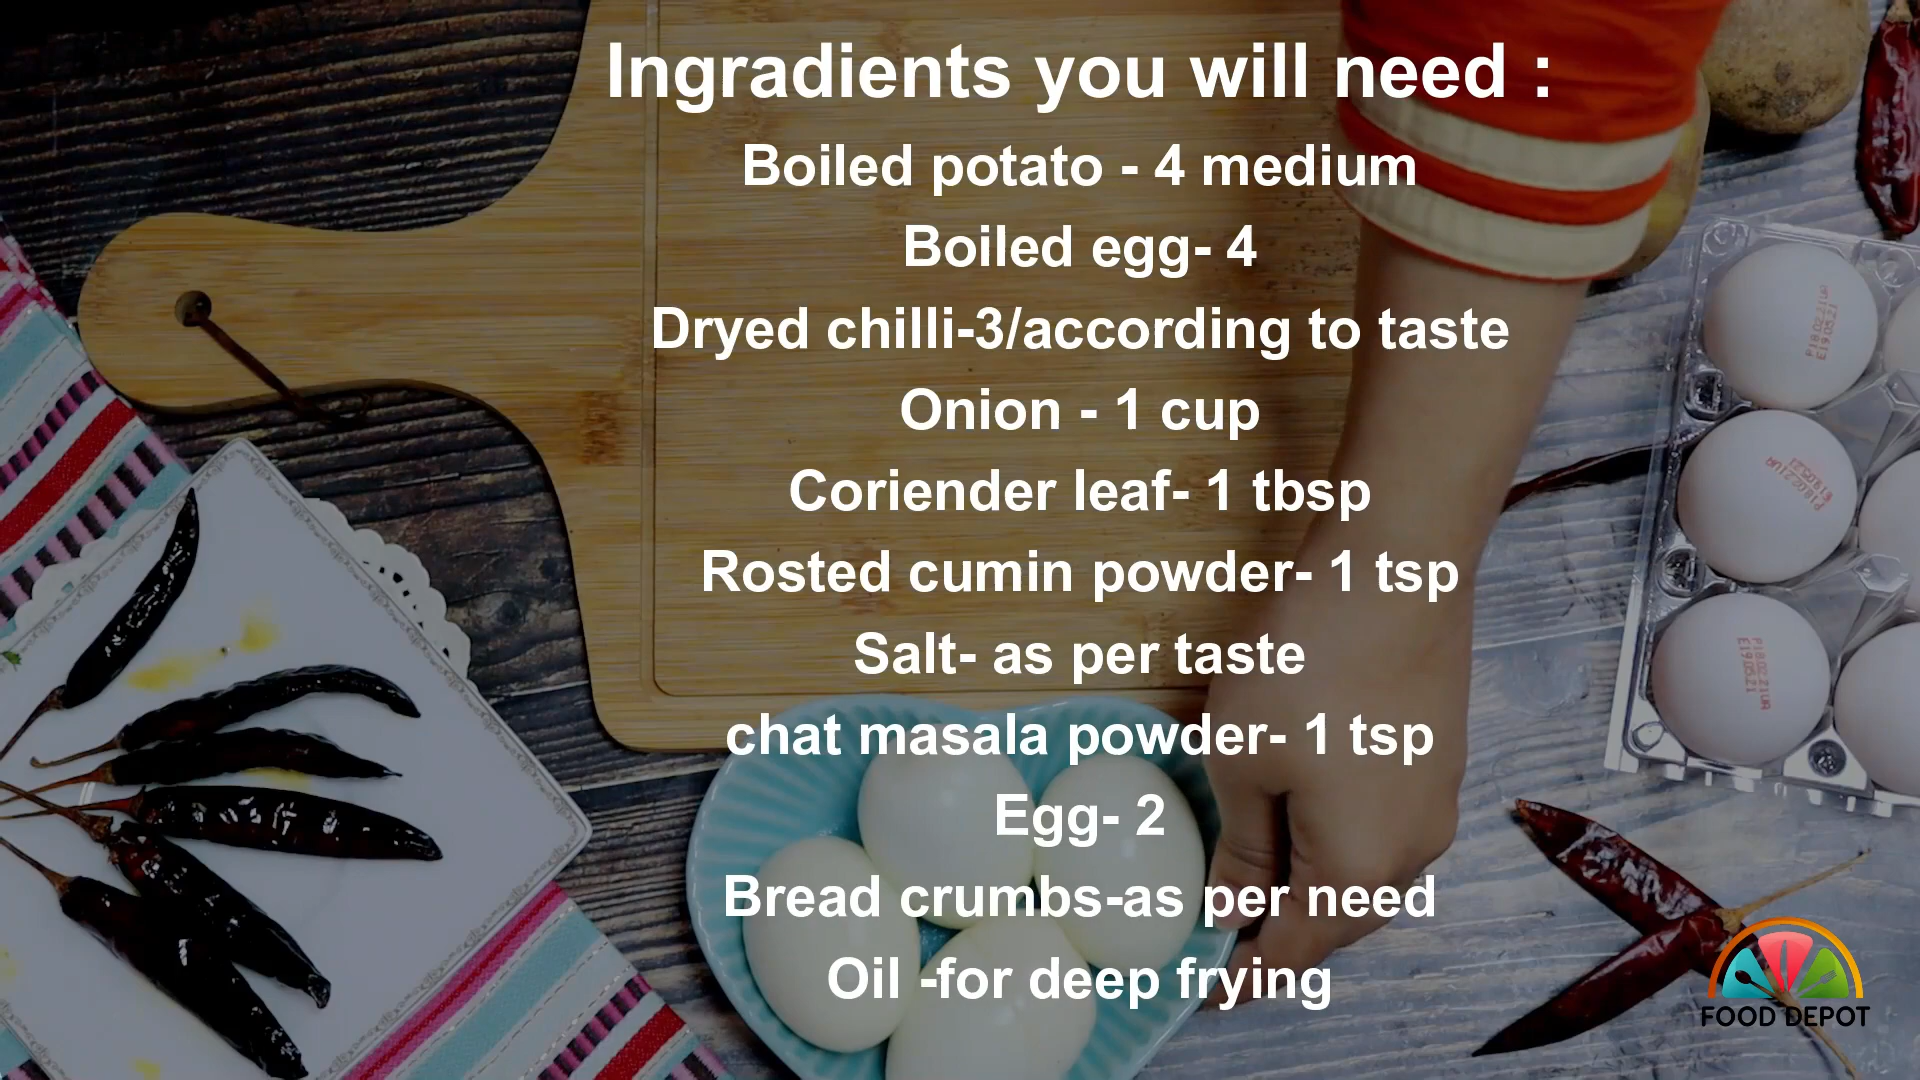 Ingradients you will need :
Boiled potato - 4 medium
Boiled egg- 4
Dryed chilli-3/according to taste
Onion - 1 cup
Coriender leaf- 1 tbsp
Rosted cumin powder- 1 tsp
Salt- as per taste
chat masala powder- 1 tsp
Egg- 2
Bread crumbs-as per need
Oil -for deep frying
FOOD DEPOT